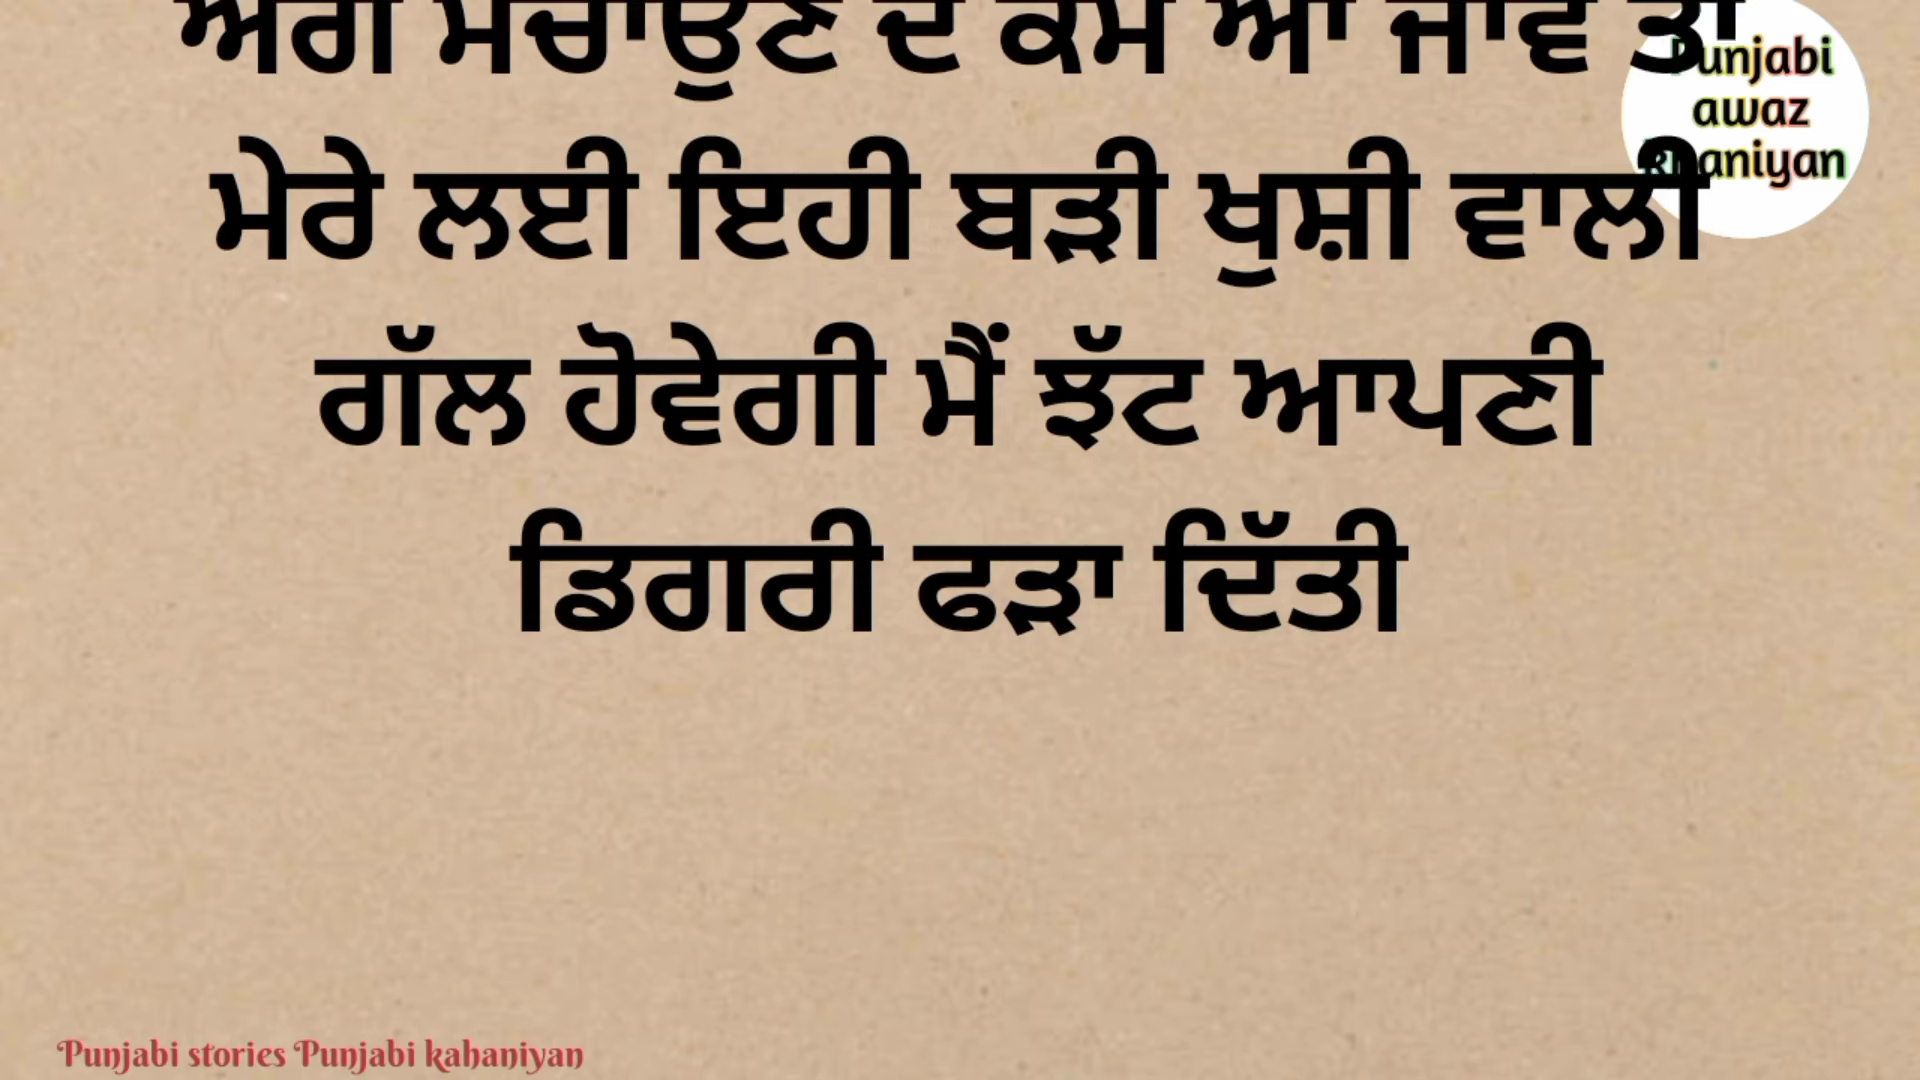 ਮਚਾਉਣ ਆ
ਮੇਰੇ ਲਈ ਇਹੀ ਬੜੀ ਖੁਸ਼ੀ ਵਾਲੀ
ਗੱਲ ਹੋਵੇਗੀ ਮੈਂ ਝੱਟ ਆਪਣੀ
ਡਿਗਰੀ ਫੜਾ ਦਿੱਤੀ
Punjabi
awaz
khaniyan
Punjabi stories Punjabi kahaniyan